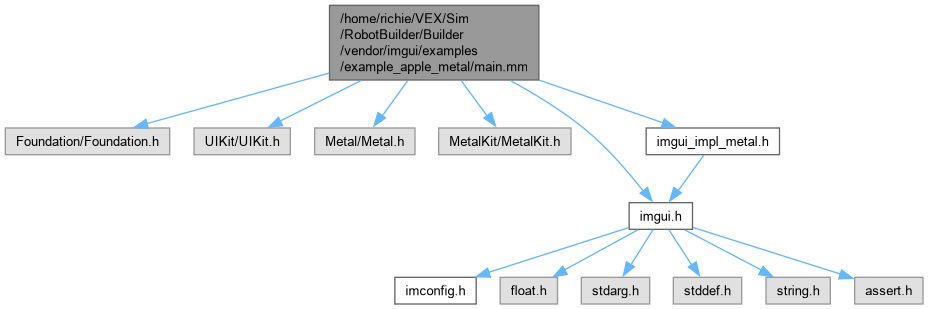 /home/richie/VEX/Sim
/RobotBuilder/Builder
/vendor/imgui/examples
/example_apple_metal/main.mm
Foundation/Foundation.h
UIKit/UIKit.h
Metal/Metal.h
MetalKit/MetalKit.h
imgui_impl_metal.h
imgui.h
imconfig.h
float.h
stdarg.h
stddef.h
string.h
assert.h